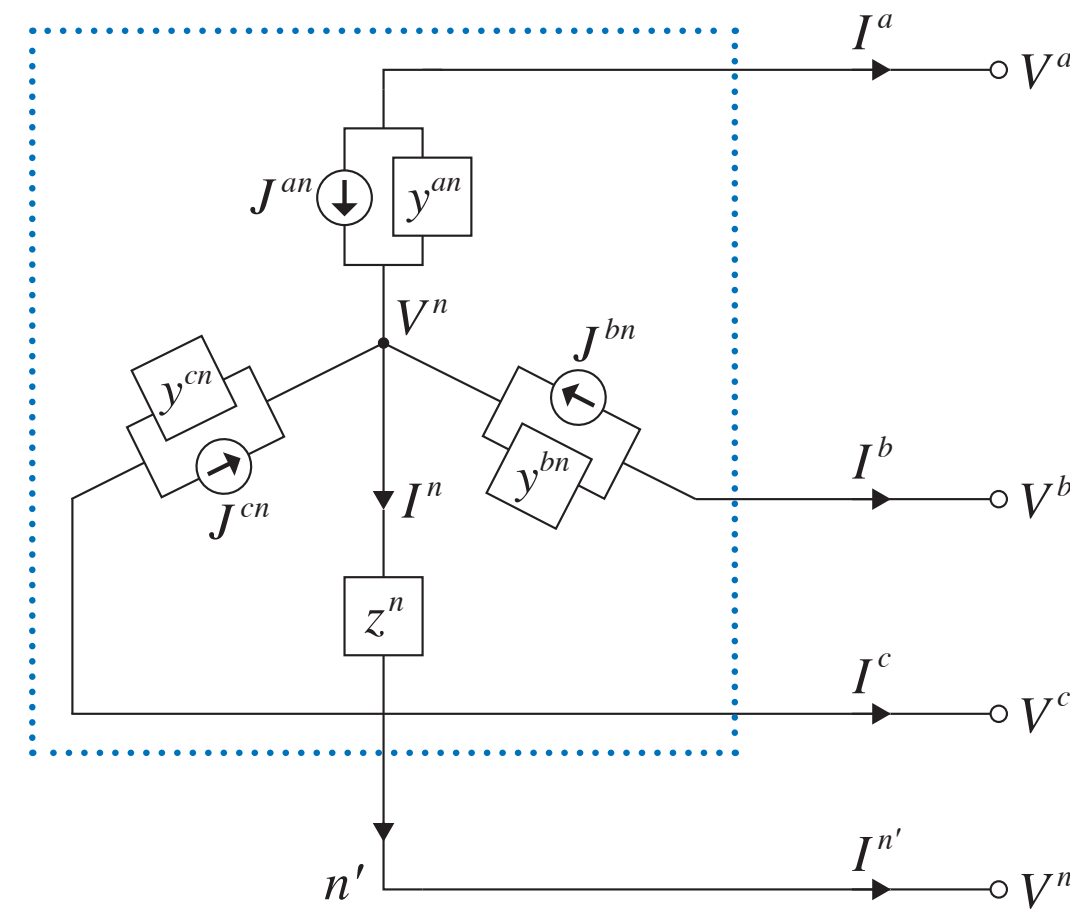 I^a
V^a
J^{an}
y^{an}
V^n
J^{bn}
y^{cn}
y^{bn}
I^b
V^b
I^n
J^{cn}
z^n
I^c
V^c
I^{n'}
n'
V^n